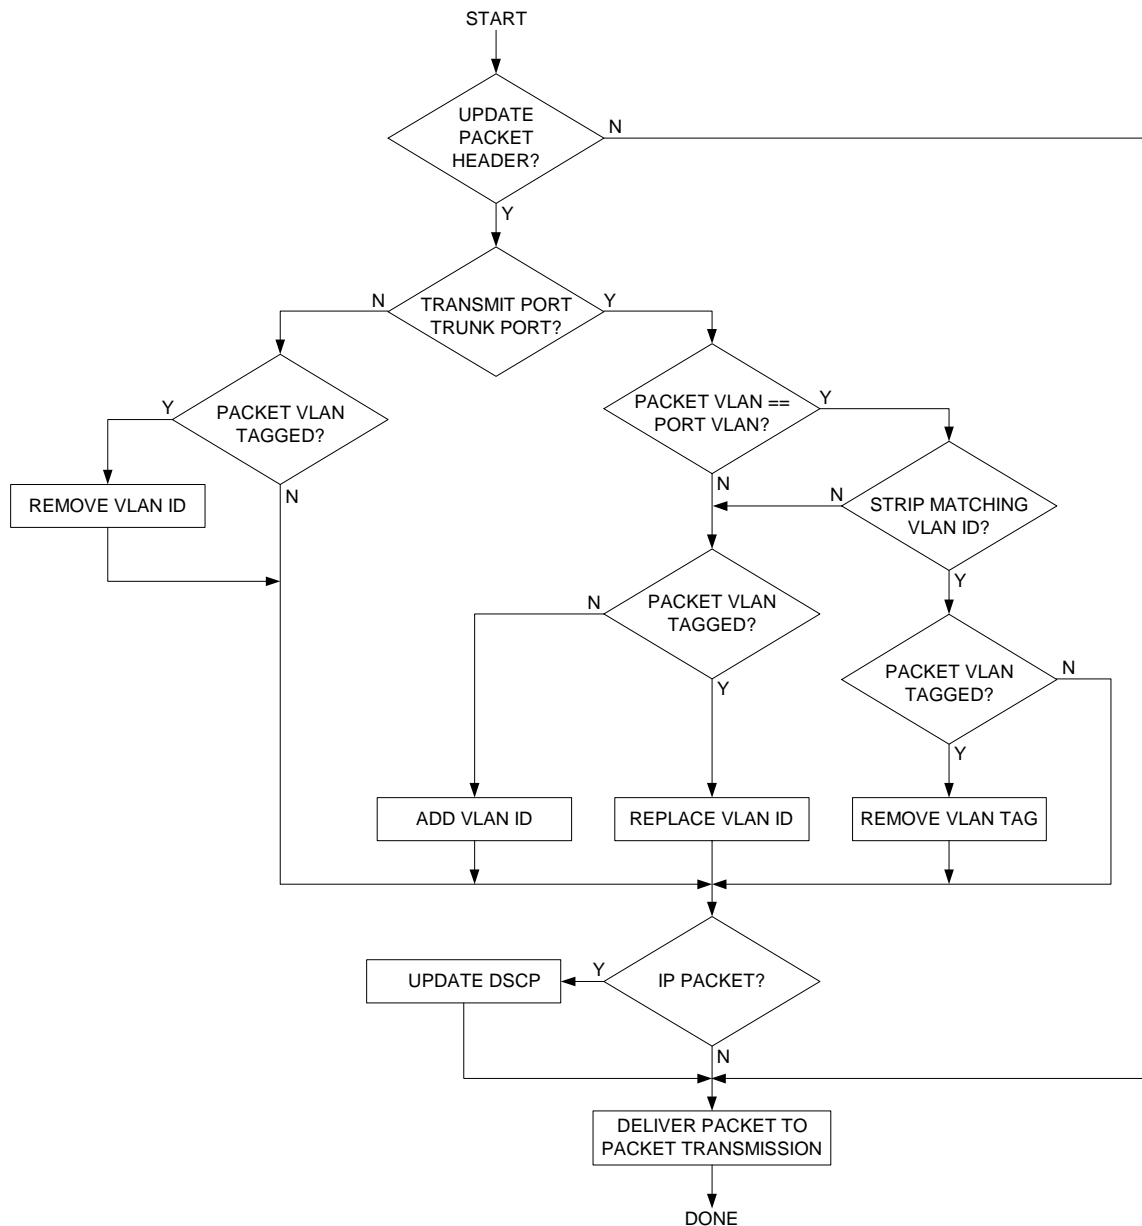 START
UPDATE
PACKET
HEADER?
N
Y
N
TRANSMIT PORT
TRUNK PORT?
Y
Y
PACKET VLAN
TAGGED?
N
PACKET VLAN ==
PORT VLAN?
Y
N
REMOVE VLAN ID
N
STRIP MATCHING
VLAN ID?
Y
N
PACKET VLAN
TAGGED?
Y
PACKET VLAN
TAGGED?
N
Y
ADD VLAN ID
REPLACE VLAN ID
REMOVE VLAN TAG
UPDATE DSCP
Y
IP PACKET?
N
DELIVER PACKET TO
PACKET TRANSMISSION
DONE